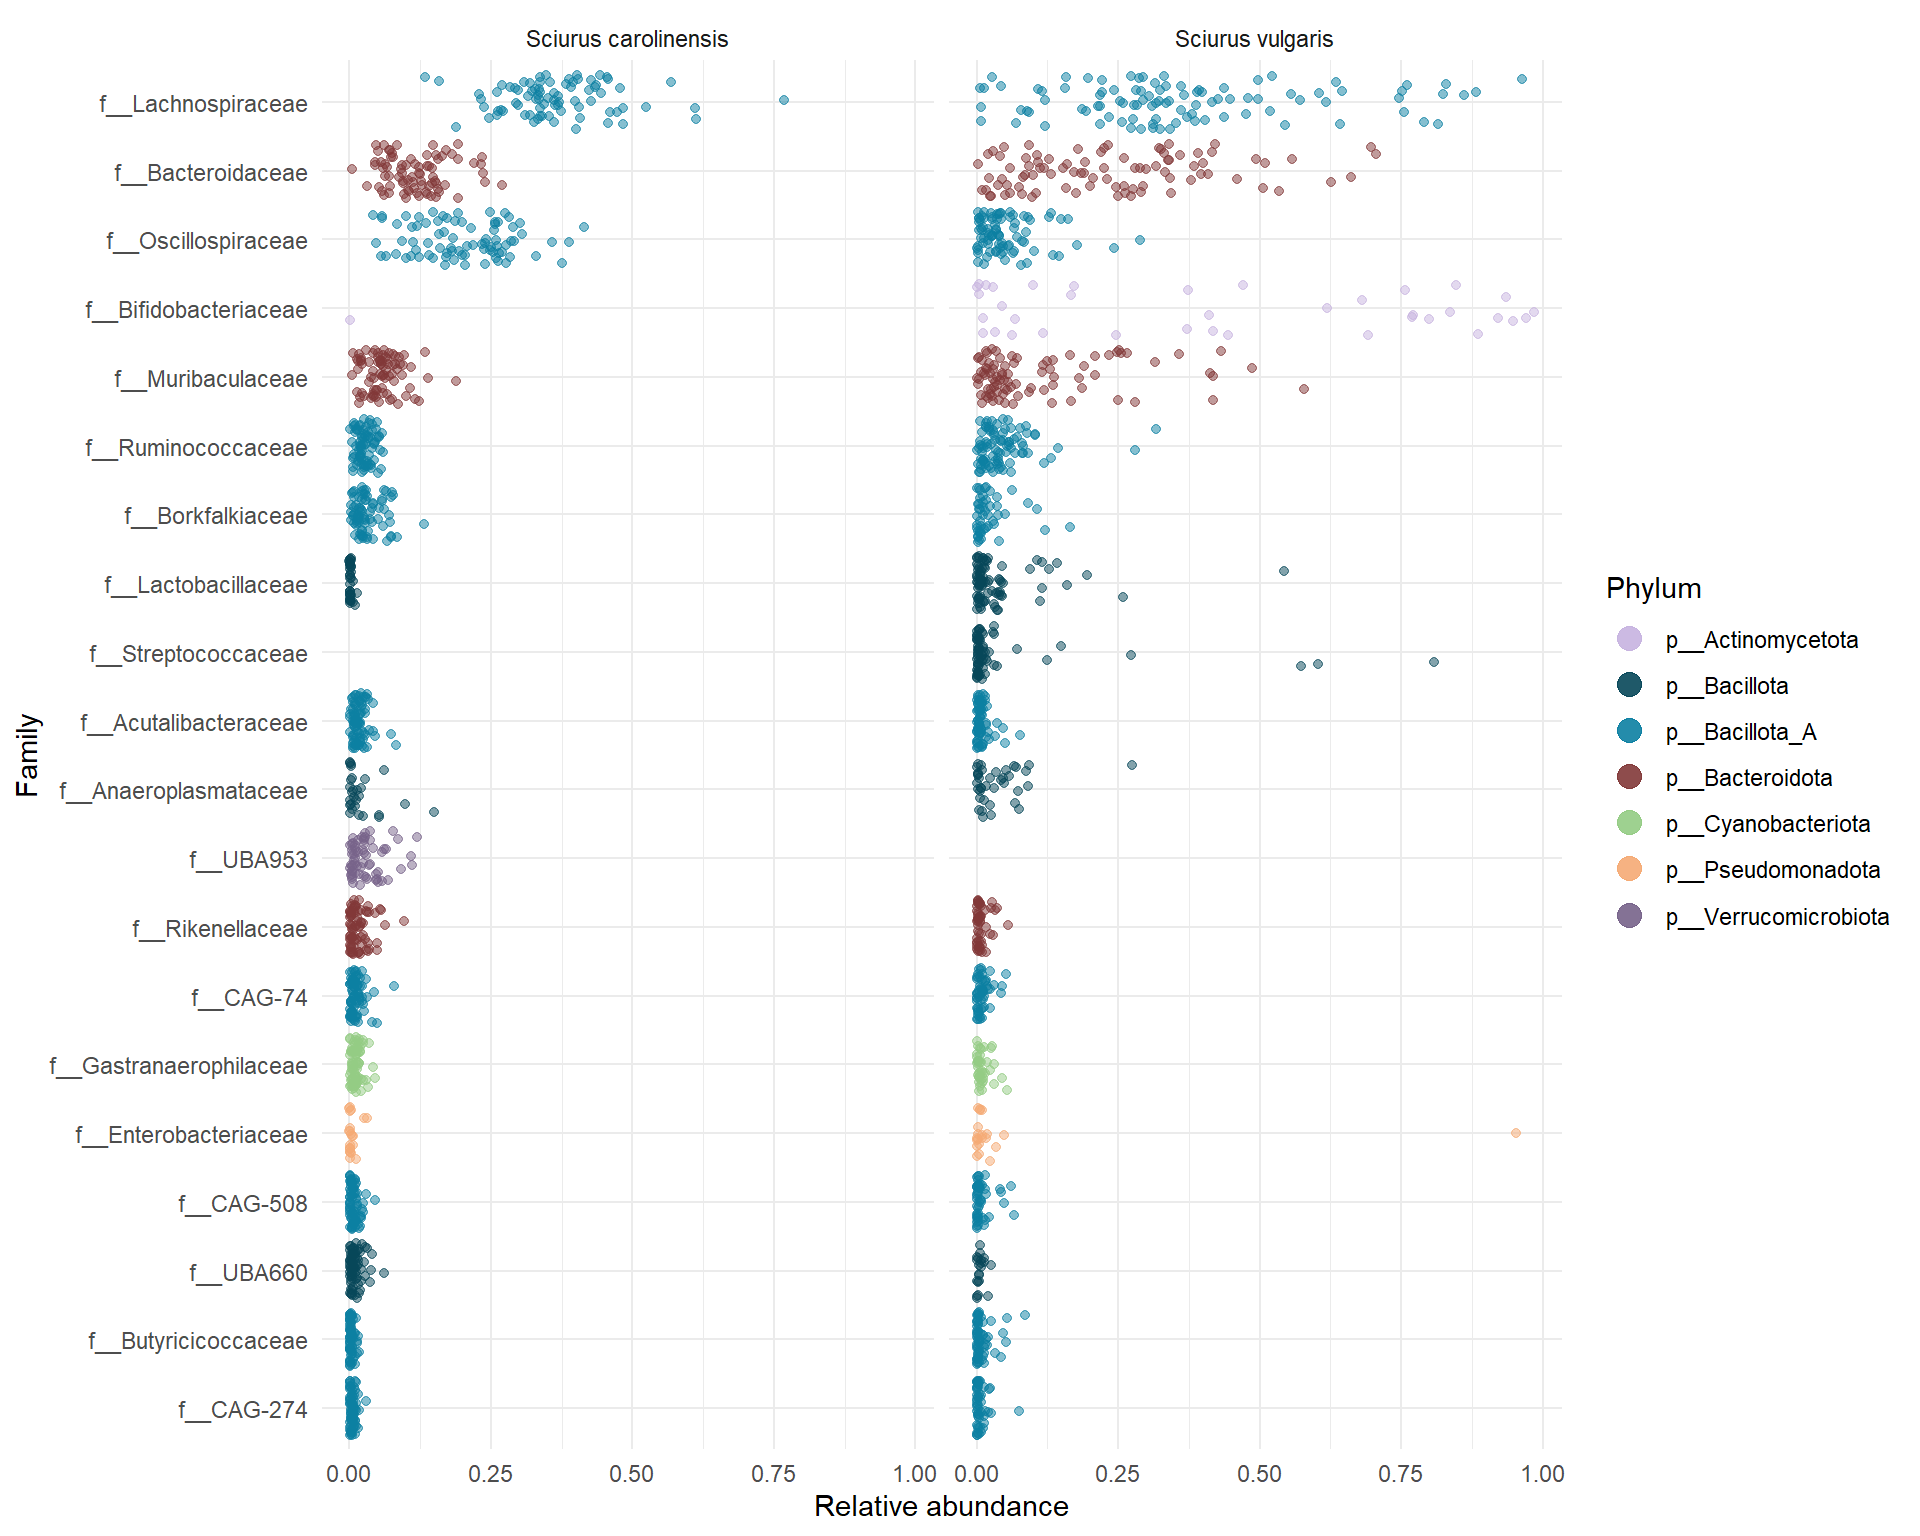 Sciurus carolinensis
Sciurus vulgaris
f__Lachnospiraceae
f__Bacteroidaceae
f__Oscillospiraceae
f__Bifidobacteriaceae
f__Muribaculaceae
f__Ruminococcaceae
f__Borkfalkiaceae
f__Lactobacillaceae
f__Streptococcaceae
f__Acutalibacteraceae
f__Anaeroplasmataceae
f__UBA953
f__Rikenellaceae
f__CAG-74
f__Gastranaerophilaceae
f__Enterobacteriaceae
f__CAG-508
f__UBA660
f__Butyricicoccaceae
f__CAG-274
Family
0.00 0.25 0.50 0.75 1.00 0.00 0.25 0.50 0.75 1.00
Relative abundance
Phylum
p__Actinomycetota
p__Bacillota
p__Bacillota_A
p__Bacteroidota
p__Cyanobacteriota
p__Pseudomonadota
p__Verrucomicrobiota